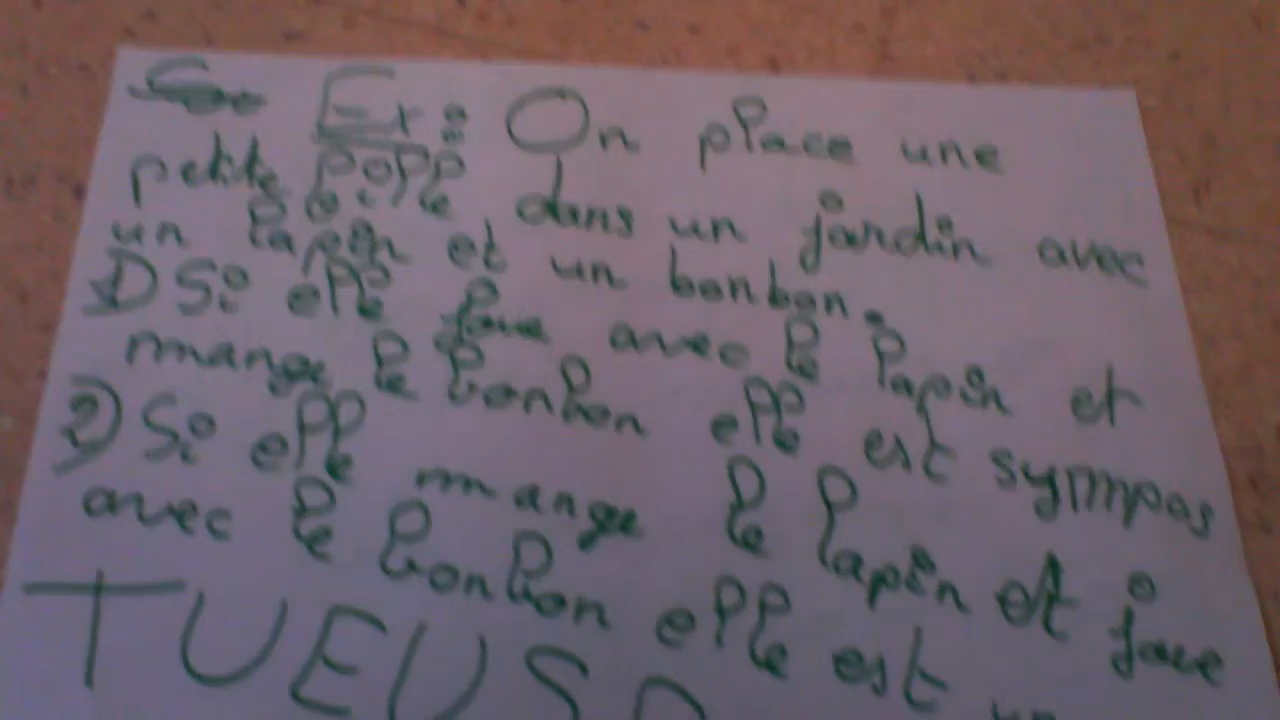 Ex: On place une
petite fille dans un jardin avec
un lapin et un bonbon.
1) Si elle joue avec le lapin et
mange le bonbon elle est sympas
2) Si elle mange le lapin et joue
avec le bonbon elle est un
TUEUS